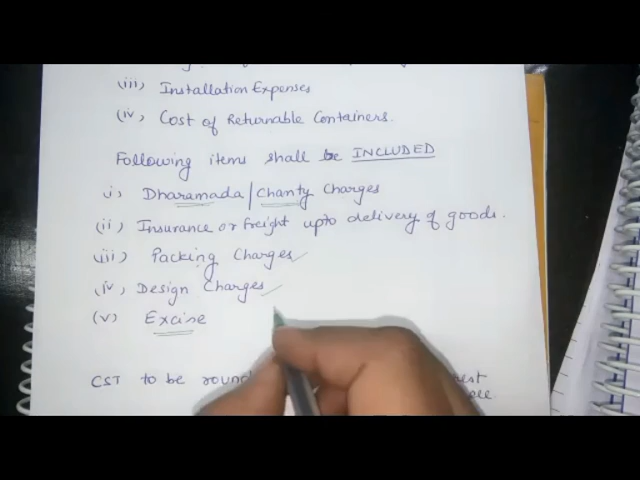 (iii) Installation Expenses
(iv) Cost of Returnable Containers.
Following items shall be INCLUDED
i) Dharamada/Charity Charges
(ii) Insurance or freight upto delivery of goods.
(iii) Packing Charges
(iv) Design Charges
(v) Excise
CST to be